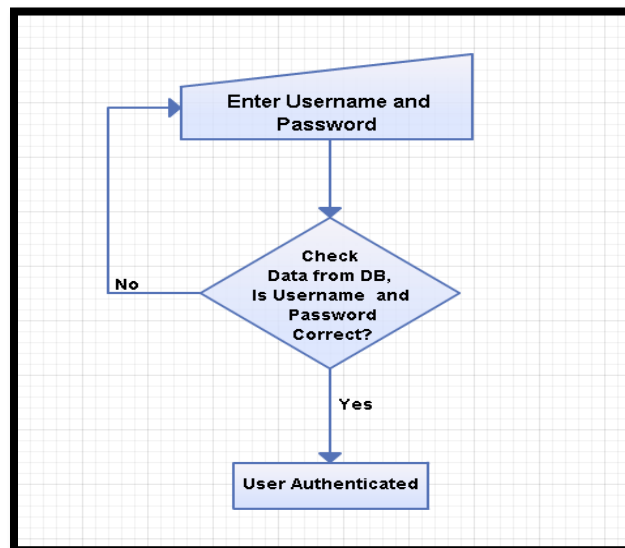 Enter Username and
Password
Check
Data from DB,
Is Username and
Password
Correct?
No
Yes
User Authenticated